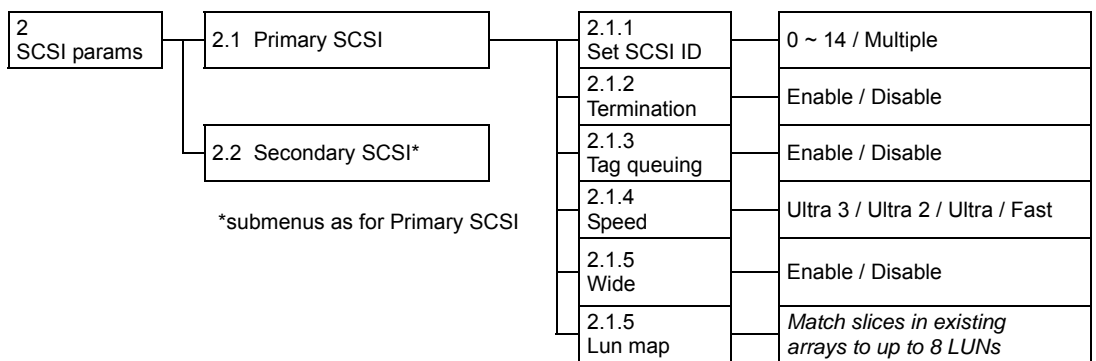 2
SCSI params
2.1 Primary SCSI
2.1.1
Set SCSI ID
0 ~ 14 / Multiple
2.1.2
Termination
Enable / Disable
2.1.3
Tag queuing
Enable / Disable
2.1.4
Speed
Ultra 3 / Ultra 2 / Ultra / Fast
2.1.5
Wide
Enable / Disable
2.1.5
Lun map
Match slices in existing
arrays to up to 8 LUNs
2.2 Secondary SCSI*
*submenus as for Primary SCSI